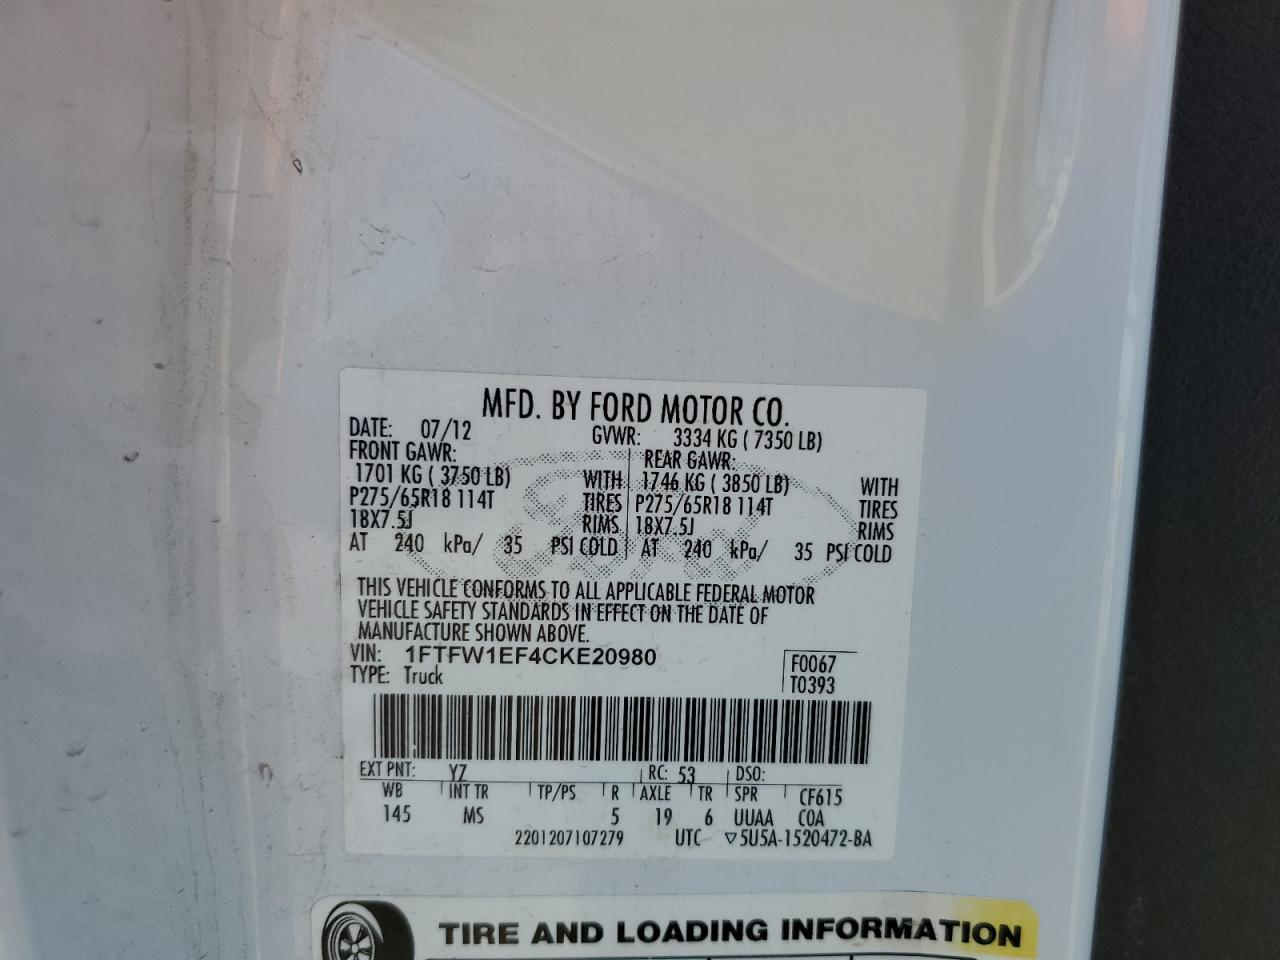 MFD. BY FORD MOTOR CO.
DATE: 07/12 GVWR: 3334 KG ( 7350 LB)
FRONT GAWR: REAR GAWR:
1701 KG ( 3750 LB) WITH 1746 KG ( 3850 LB) WITH
P275/65R18 114T TIRES P275/65R18 114T TIRES
18X7.5J RIMS 18X7.5J RIMS
AT 240 kPa/ 35 PSI COLD AT 240 kPa/ 35 PSI COLD
THIS VEHICLE CONFORMS TO ALL APPLICABLE FEDERAL MOTOR
VEHICLE SAFETY STANDARDS IN EFFECT ON THE DATE OF
MANUFACTURE SHOWN ABOVE.
VIN: 1FTFW1EF4CKE20980 F0067
TYPE: Truck T0393
EXT PNT: YZ RC: 53 DSO:
WB INT TR TP/PS R AXLE TR SPR CF615
145 MS 5 19 6 UUAA COA
2201207107279 UTC ▽5U5A-1520472-BA
TIRE AND LOADING INFORMATION